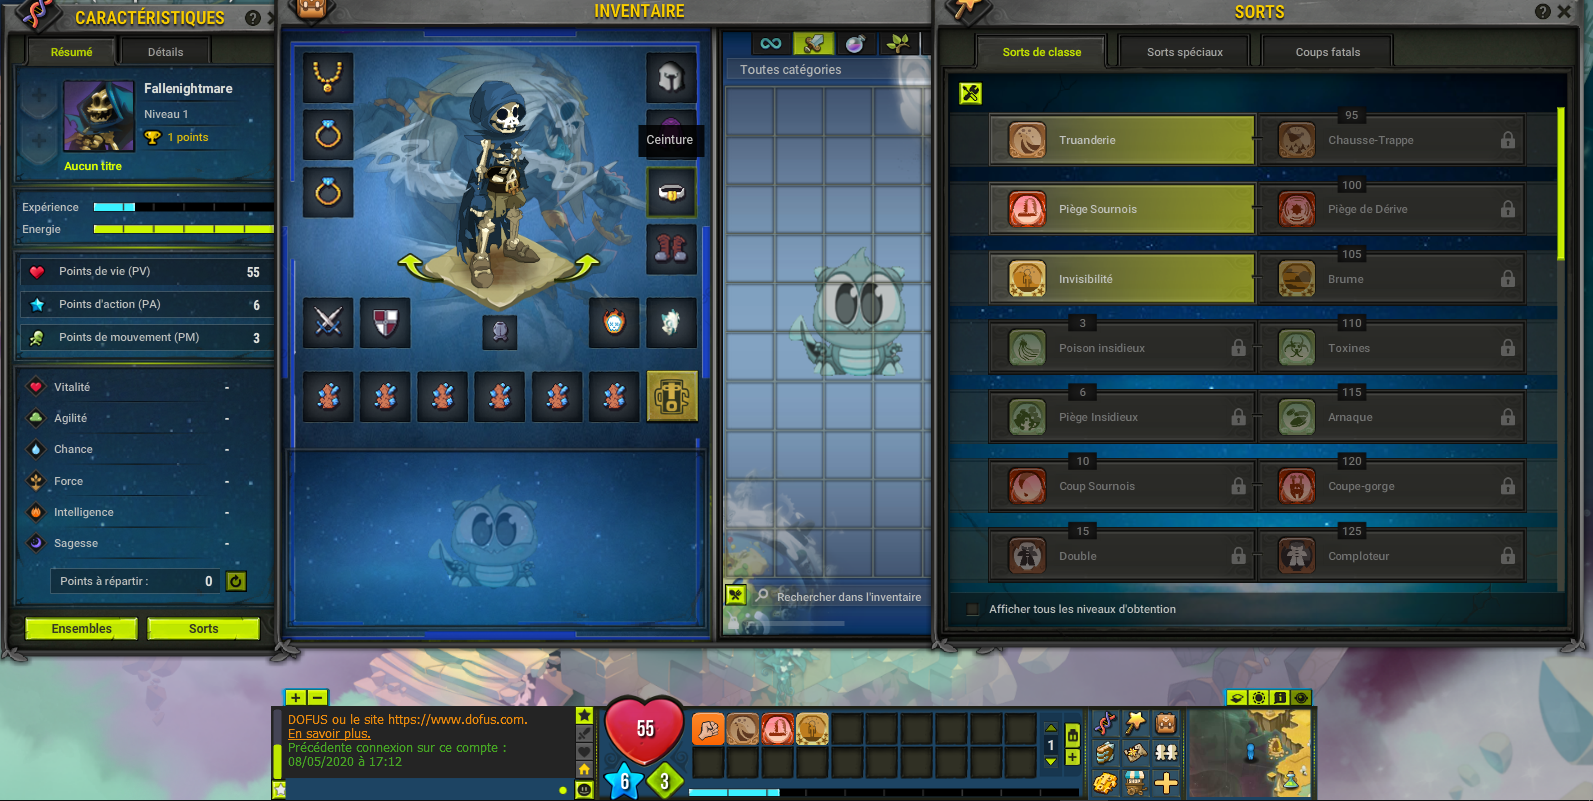 CARACTÉRISTIQUES
Résumé
Détails
Fallenightmare
Niveau 1
1 points
Aucun titre
Expérience
Energie
Points de vie (PV) 55
Points d'action (PA) 6
Points de mouvement (PM) 3
Vitalité -
Agilité -
Chance -
Force -
Intelligence -
Sagesse -
Points à répartir : 0
Ensembles
Sorts
INVENTAIRE
Ceinture
Toutes catégories
Rechercher dans l'inventaire
SORTS
Sorts de classe
Sorts spéciaux
Coups fatals
95
Truanderie
Chausse-Trappe
100
Piège Sournois
Piège de Dérive
105
Invisibilité
Brume
3
110
Poison insidieux
Toxines
6
115
Piège Insidieux
Arnaque
10
120
Coup Sournois
Coupe-gorge
15
125
Double
Comploteur
Afficher tous les niveaux d'obtention
DOFUS ou le site https://www.dofus.com.
En savoir plus.
Précédente connexion sur ce compte :
08/05/2020 à 17:12
55
6
3
1